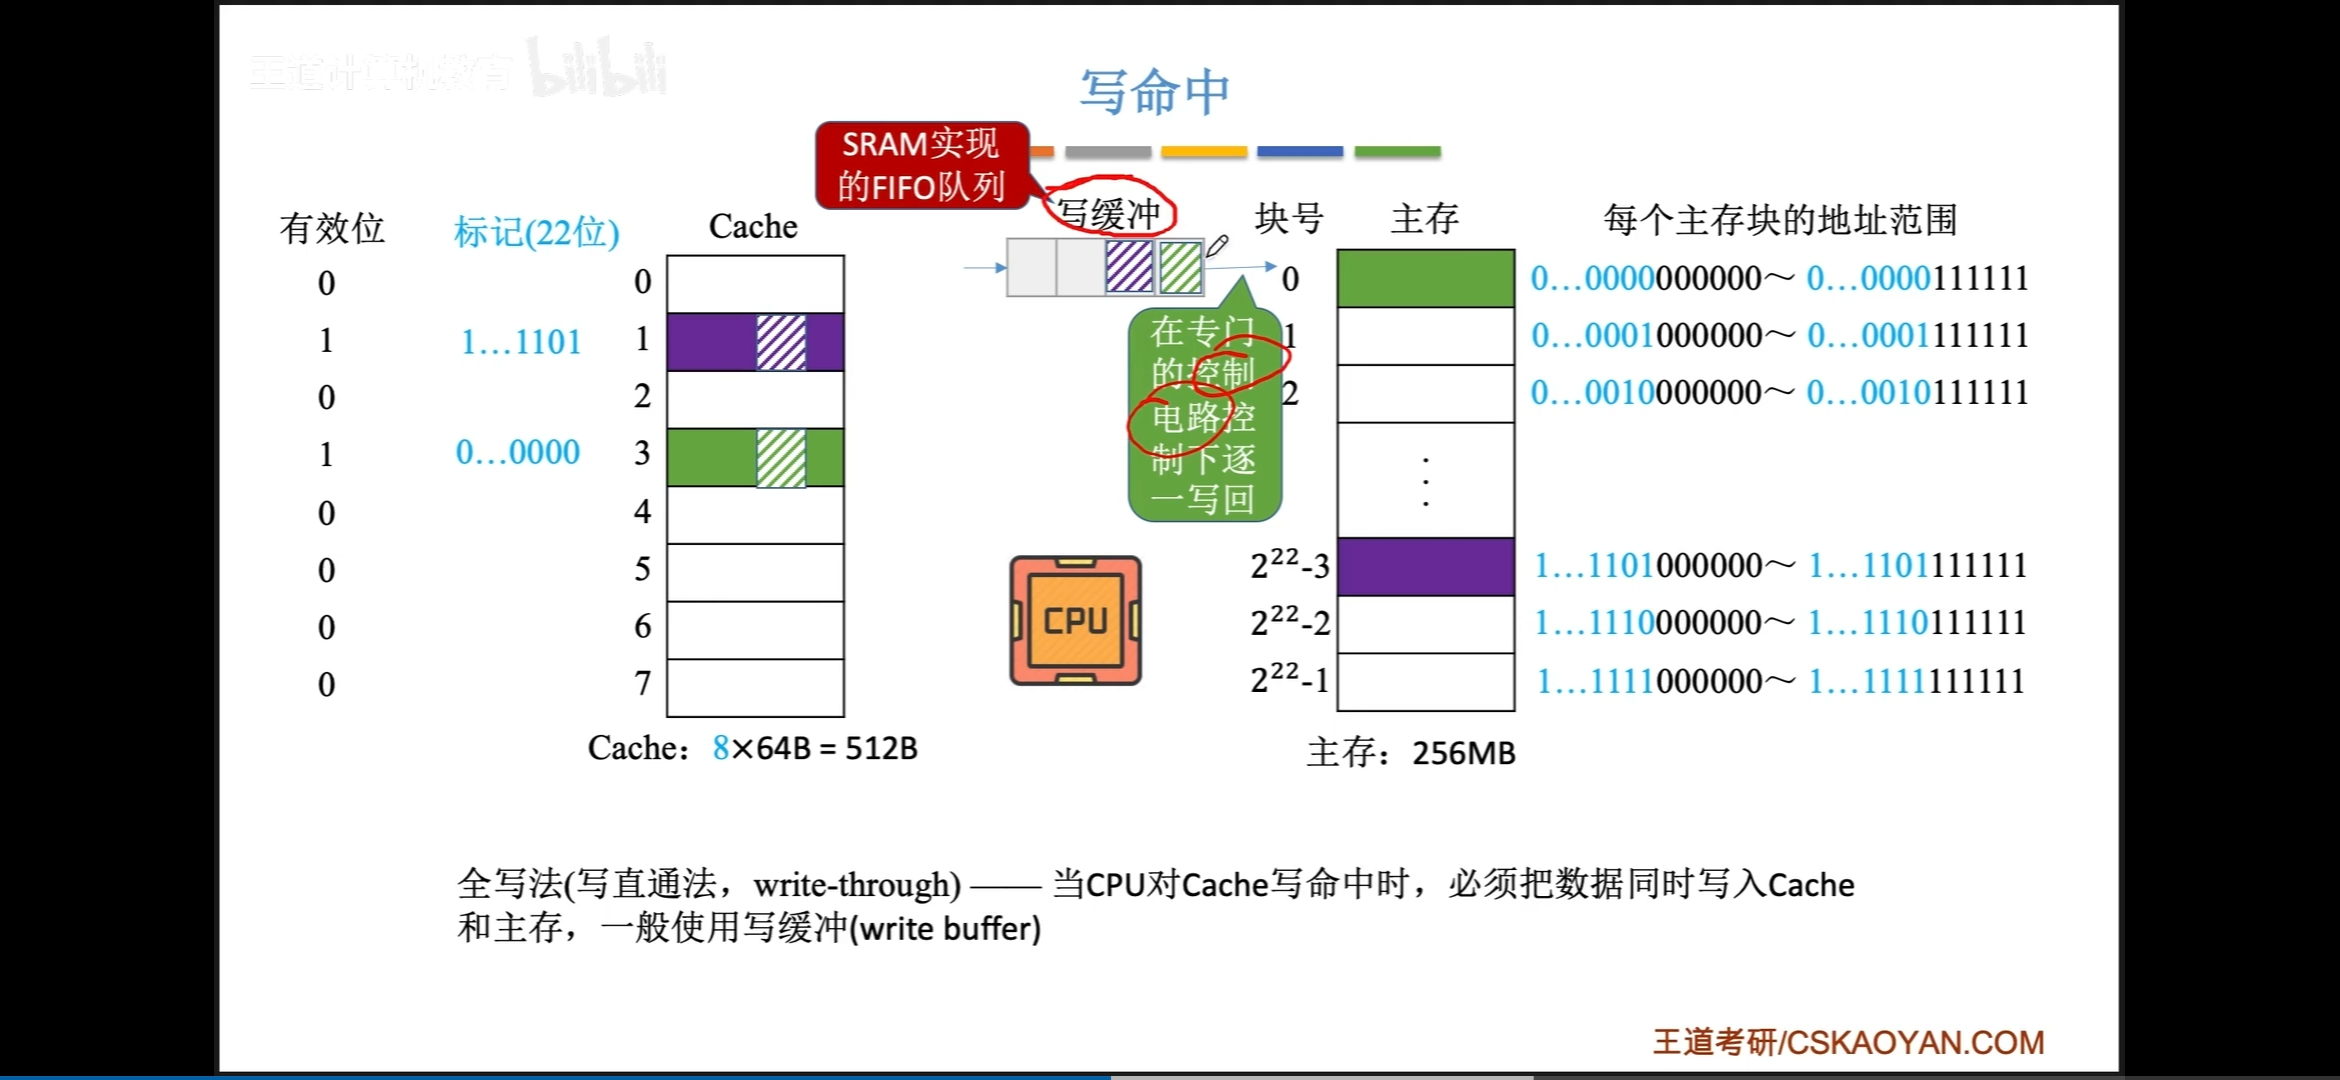 王道计算机教育 bilibili
写命中
SRAM实现
的FIFO队列
写缓冲
有效位 标记(22位) Cache 块号 主存 每个主存块的地址范围
0 0 0 0…0000000000～ 0…0000111111
1 1…1101 1 1 0…0001000000～ 0…0001111111
0 2 2 0…0010000000～ 0…0010111111
1 0…0000 3
0 4
0 5 2²²-3 1…1101000000～ 1…1101111111
0 6 2²²-2 1…1110000000～ 1…1110111111
0 7 2²²-1 1…1111000000～ 1…1111111111
在专门
的控制
电路控
制下逐
一写回
CPU
Cache：8×64B = 512B
主存：256MB
全写法(写直通法，write-through) —— 当CPU对Cache写命中时，必须把数据同时写入Cache
和主存，一般使用写缓冲(write buffer)
王道考研/CSKAOYAN.COM